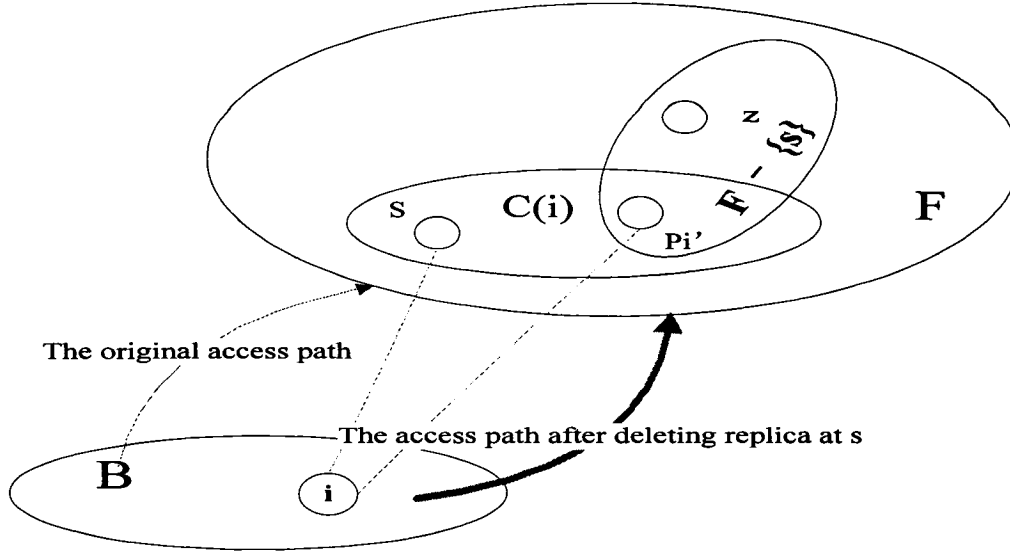 z
F - {s}
S
C(i)
F
Pi'
The original access path
The access path after deleting replica at s
B
i